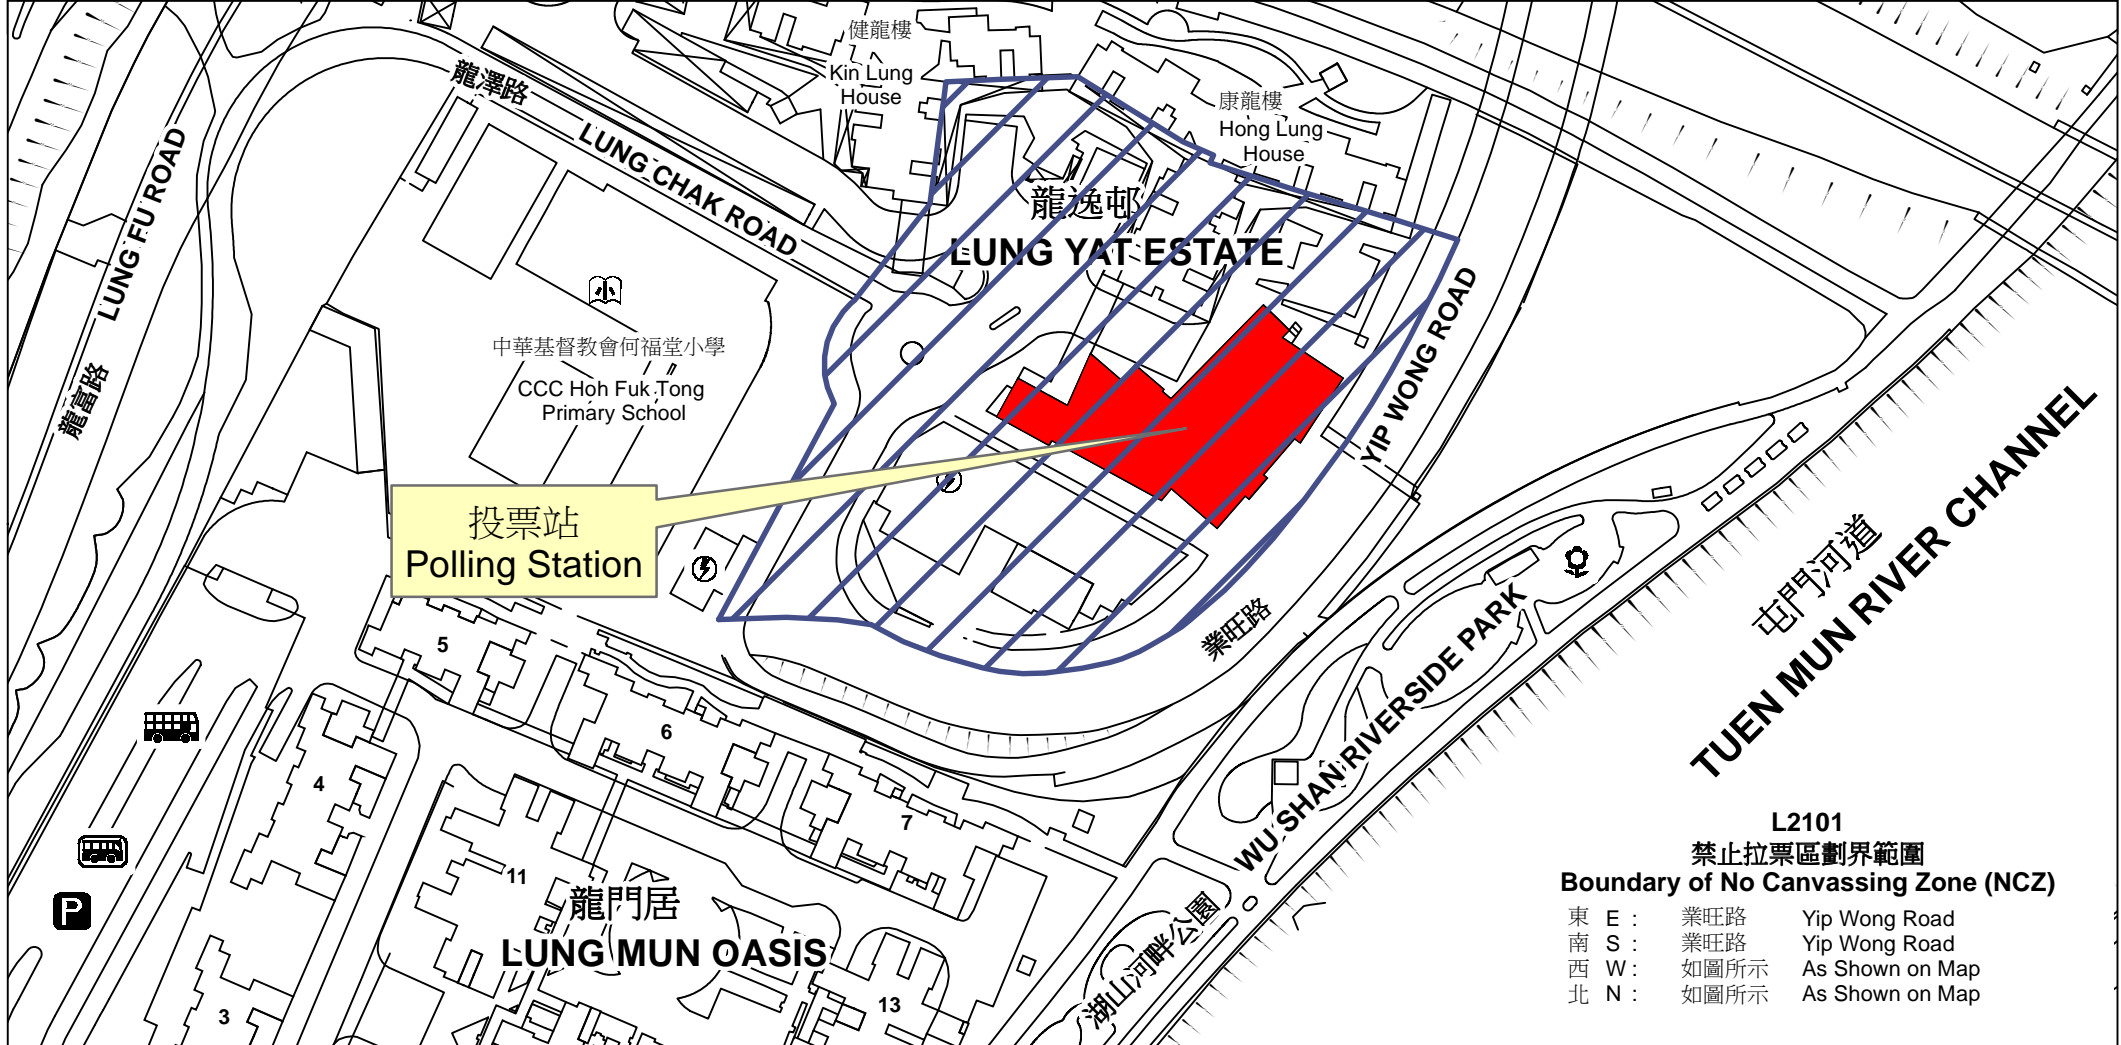 健龍樓
Kin Lung
House
龍澤路
LUNG CHAK ROAD
康龍樓
Hong Lung
House
LUNG FU ROAD
龍富路
龍逸邨
LUNG YAT ESTATE
中華基督教會何福堂小學
CCC Hoh Fuk Tong
Primary School
YIP WONG ROAD
業旺路
投票站
Polling Station
屯門河道
TUEN MUN RIVER CHANNEL
WU SHAN RIVERSIDE PARK
湖山河畔公園
5
6
4
7
11
龍門居
LUNG MUN OASIS
13
3
P
L2101
禁止拉票區劃界範圍
Boundary of No Canvassing Zone (NCZ)
東 E : 業旺路 Yip Wong Road
南 S : 業旺路 Yip Wong Road
西 W : 如圖所示 As Shown on Map
北 N : 如圖所示 As Shown on Map